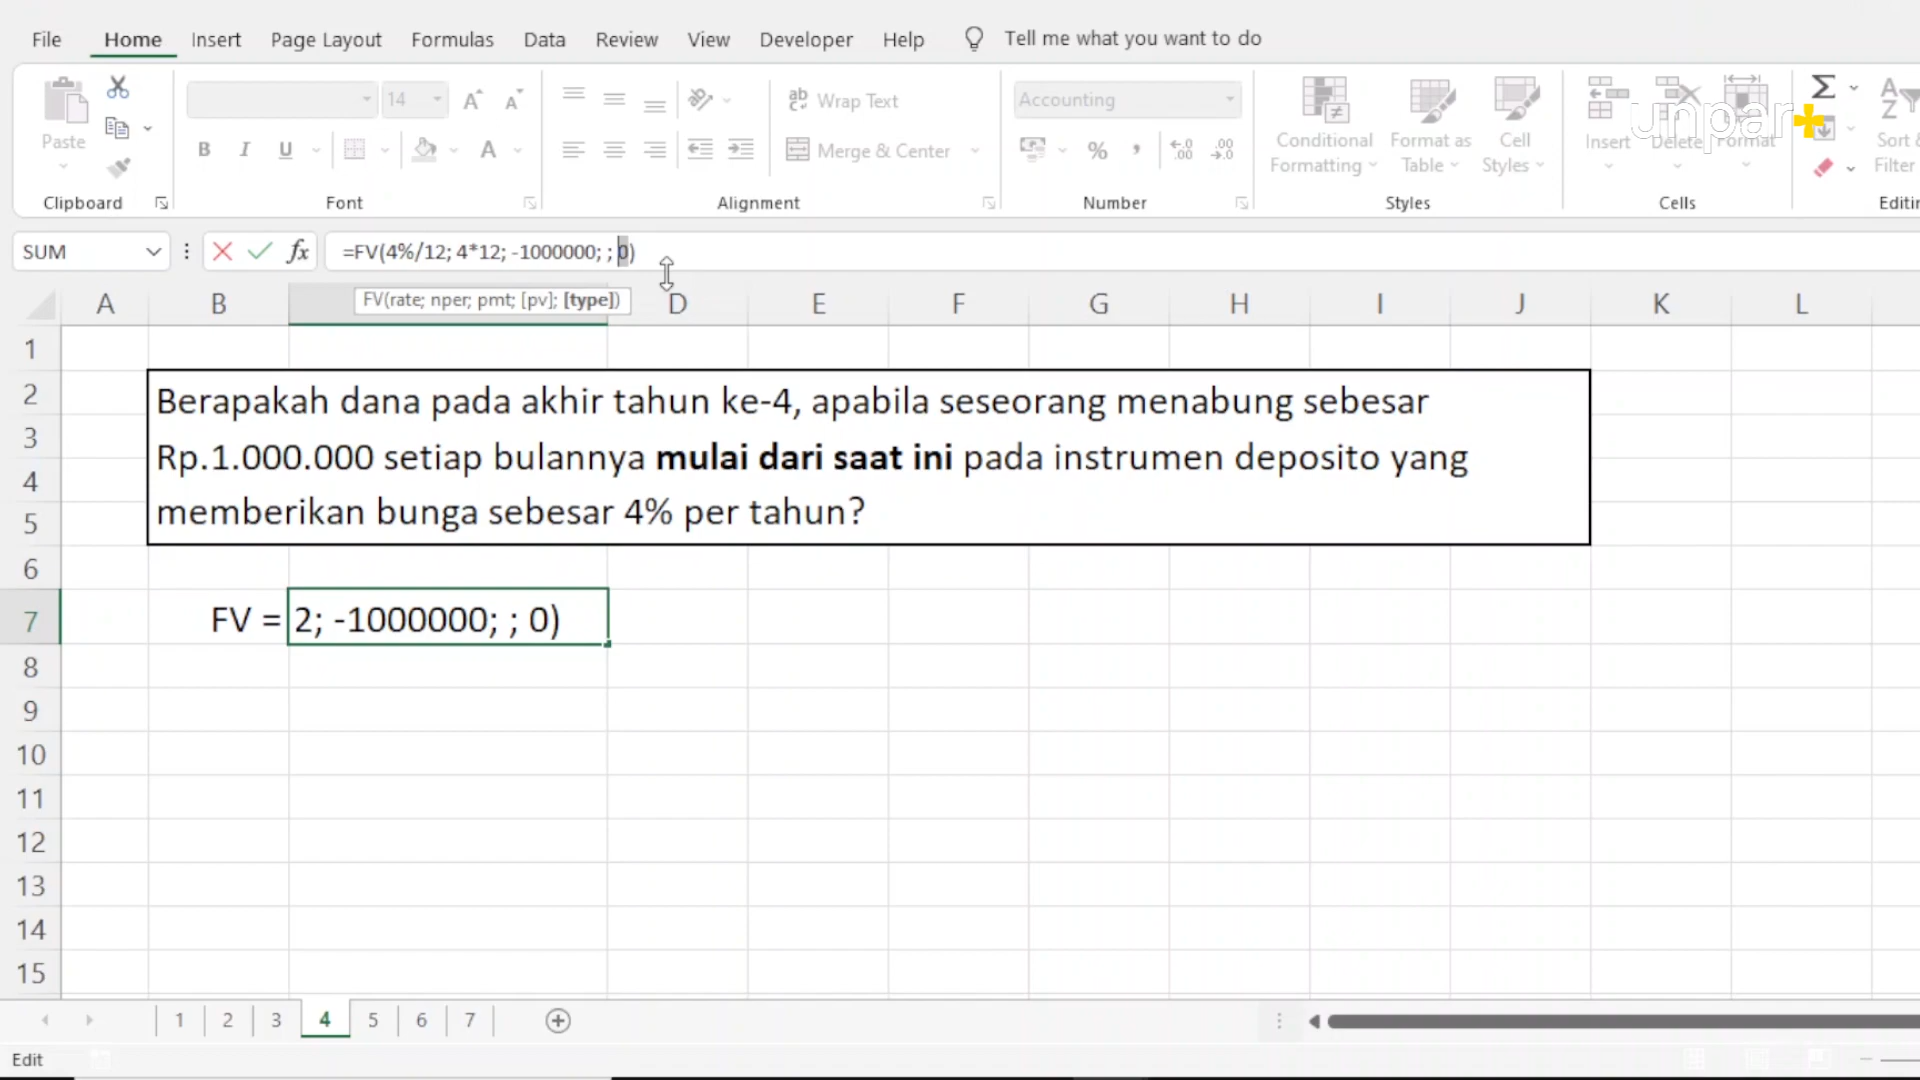 File Home Insert Page Layout Formulas Data Review View Developer Help Tell me what you want to do
14 Wrap Text Accounting
Paste B I U A Merge & Center % Conditional Formatting Format as Table Cell Styles Insert Delete Format Sort & Filter
unpar+
Clipboard Font Alignment Number Styles Cells Editin
SUM fx =FV(4%/12; 4*12; -1000000; ; 0)
FV(rate; nper; pmt; [pv]; [type])
A B D E F G H I J K L
1
2
3
4
5
6
7
8
9
10
11
12
13
14
15
Berapakah dana pada akhir tahun ke-4, apabila seseorang menabung sebesar
Rp.1.000.000 setiap bulannya mulai dari saat ini pada instrumen deposito yang
memberikan bunga sebesar 4% per tahun?
FV = 2; -1000000; ; 0)
1 2 3 4 5 6 7
Edit